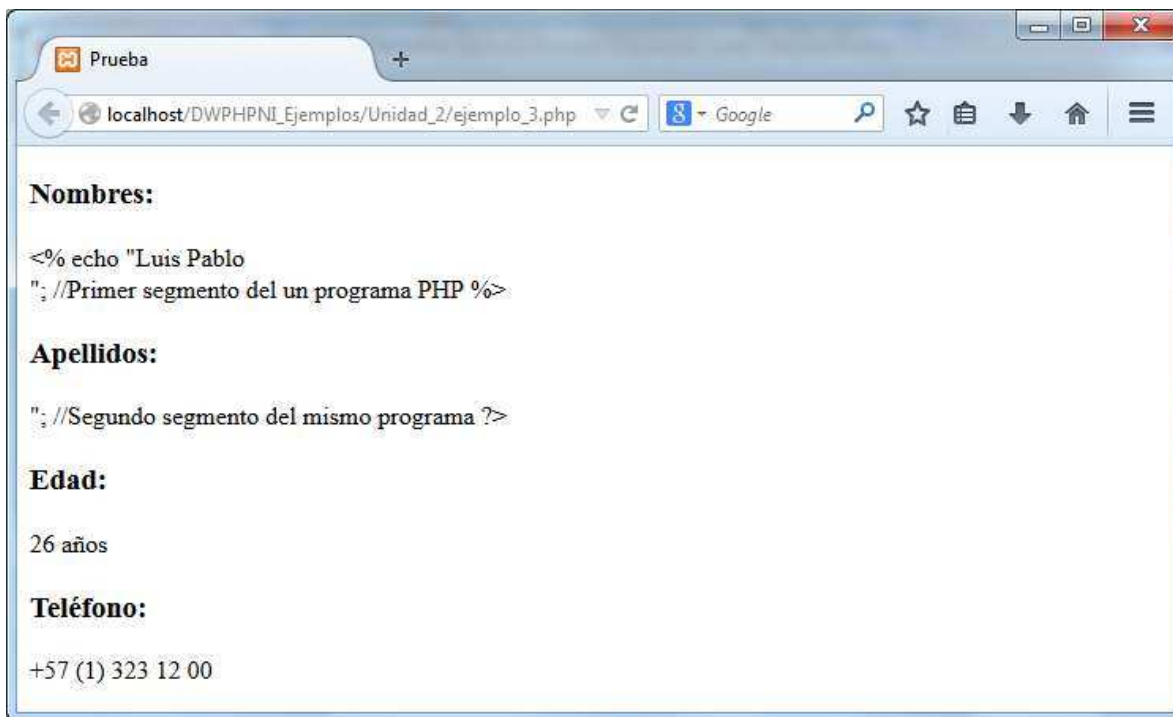 Prueba
localhost/DWPHPNI_Ejemplos/Unidad_2/ejemplo_3.php
8 Google
Nombres:
<% echo "Luis Pablo
"; //Primer segmento del un programa PHP %>
Apellidos:
"; //Segundo segmento del mismo programa ?>
Edad:
26 años
Teléfono:
+57 (1) 323 12 00